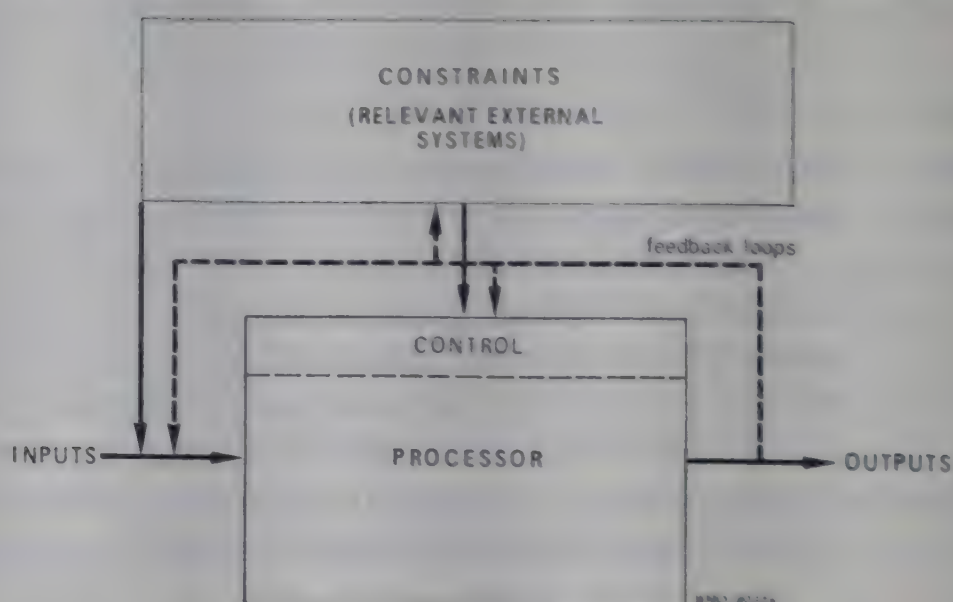 CONSTRAINTS
(RELEVANT EXTERNAL
SYSTEMS)
feedback loops
CONTROL
INPUTS
PROCESSOR
OUTPUTS